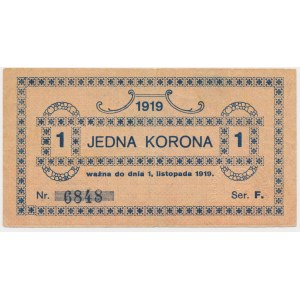 1919
1 JEDNA KORONA 1
ważna do dnia 1, listopada 1919.
Nr. 6848 Ser. F.